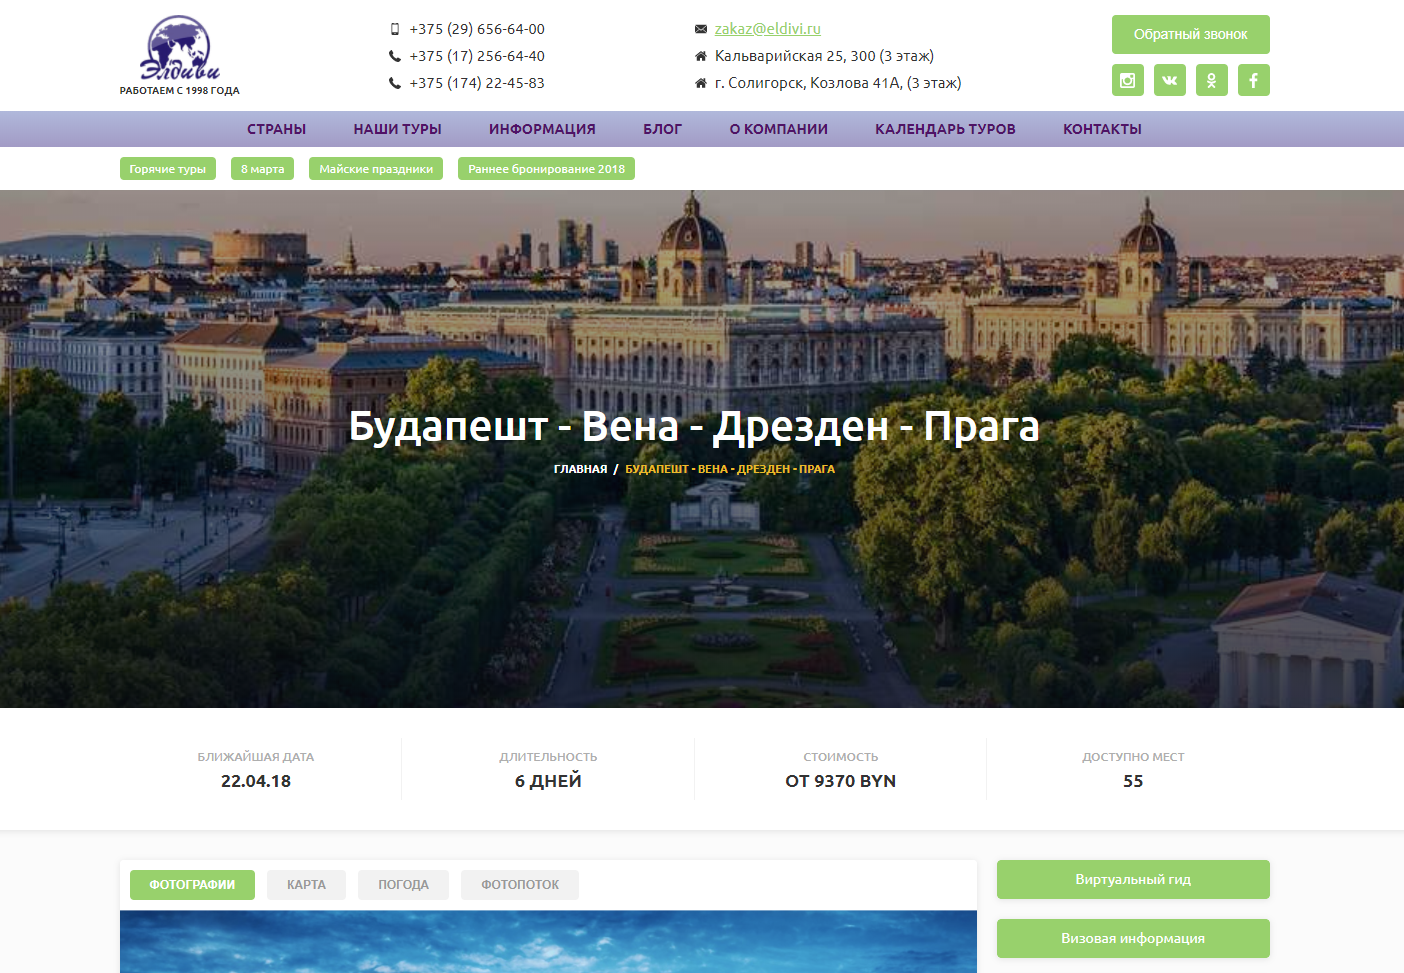 Элдиви
РАБОТАЕМ С 1998 ГОДА
+375 (29) 656-64-00
+375 (17) 256-64-40
+375 (174) 22-45-83
zakaz@eldivi.ru
Кальварийская 25, 300 (3 этаж)
г. Солигорск, Козлова 41А, (3 этаж)
Обратный звонок
СТРАНЫ НАШИ ТУРЫ ИНФОРМАЦИЯ БЛОГ О КОМПАНИИ КАЛЕНДАРЬ ТУРОВ КОНТАКТЫ
Горячие туры 8 марта Майские праздники Раннее бронирование 2018
Будапешт - Вена - Дрезден - Прага
ГЛАВНАЯ / БУДАПЕШТ - ВЕНА - ДРЕЗДЕН - ПРАГА
БЛИЖАЙШАЯ ДАТА
22.04.18
ДЛИТЕЛЬНОСТЬ
6 ДНЕЙ
СТОИМОСТЬ
ОТ 9370 BYN
ДОСТУПНО МЕСТ
55
ФОТОГРАФИИ КАРТА ПОГОДА ФОТОПОТОК
Виртуальный гид
Визовая информация